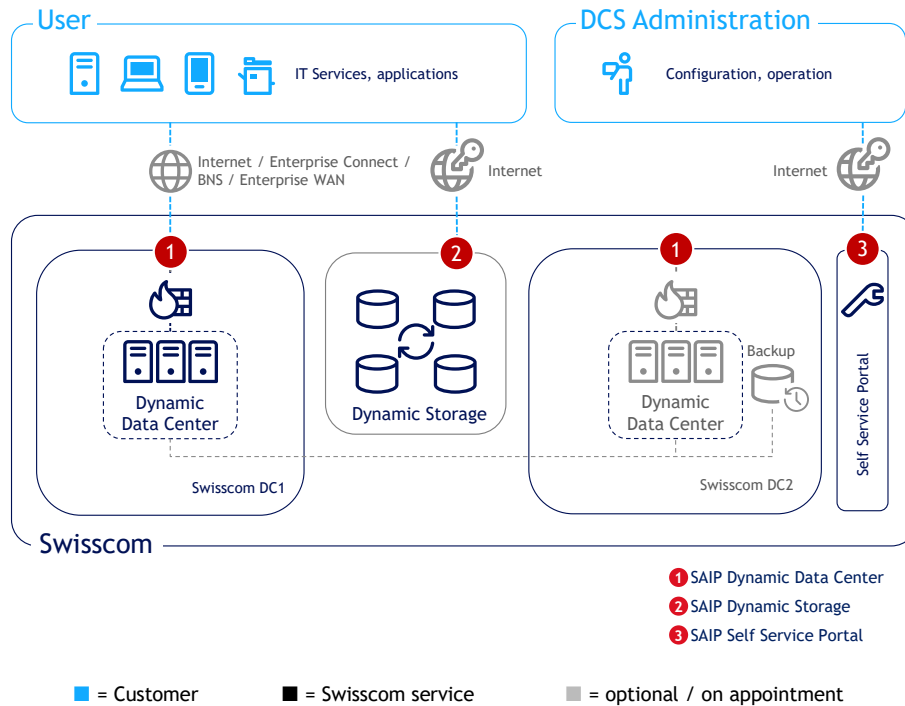 User
DCS Administration
IT Services, applications
Configuration, operation
Internet / Enterprise Connect /
BNS / Enterprise WAN
Internet
Internet
1
2
1
3
Backup
Dynamic
Data Center
Dynamic Storage
Dynamic
Data Center
Self Service Portal
Swisscom DC1
Swisscom DC2
Swisscom
1 SAIP Dynamic Data Center
2 SAIP Dynamic Storage
3 SAIP Self Service Portal
= Customer
= Swisscom service
= optional / on appointment